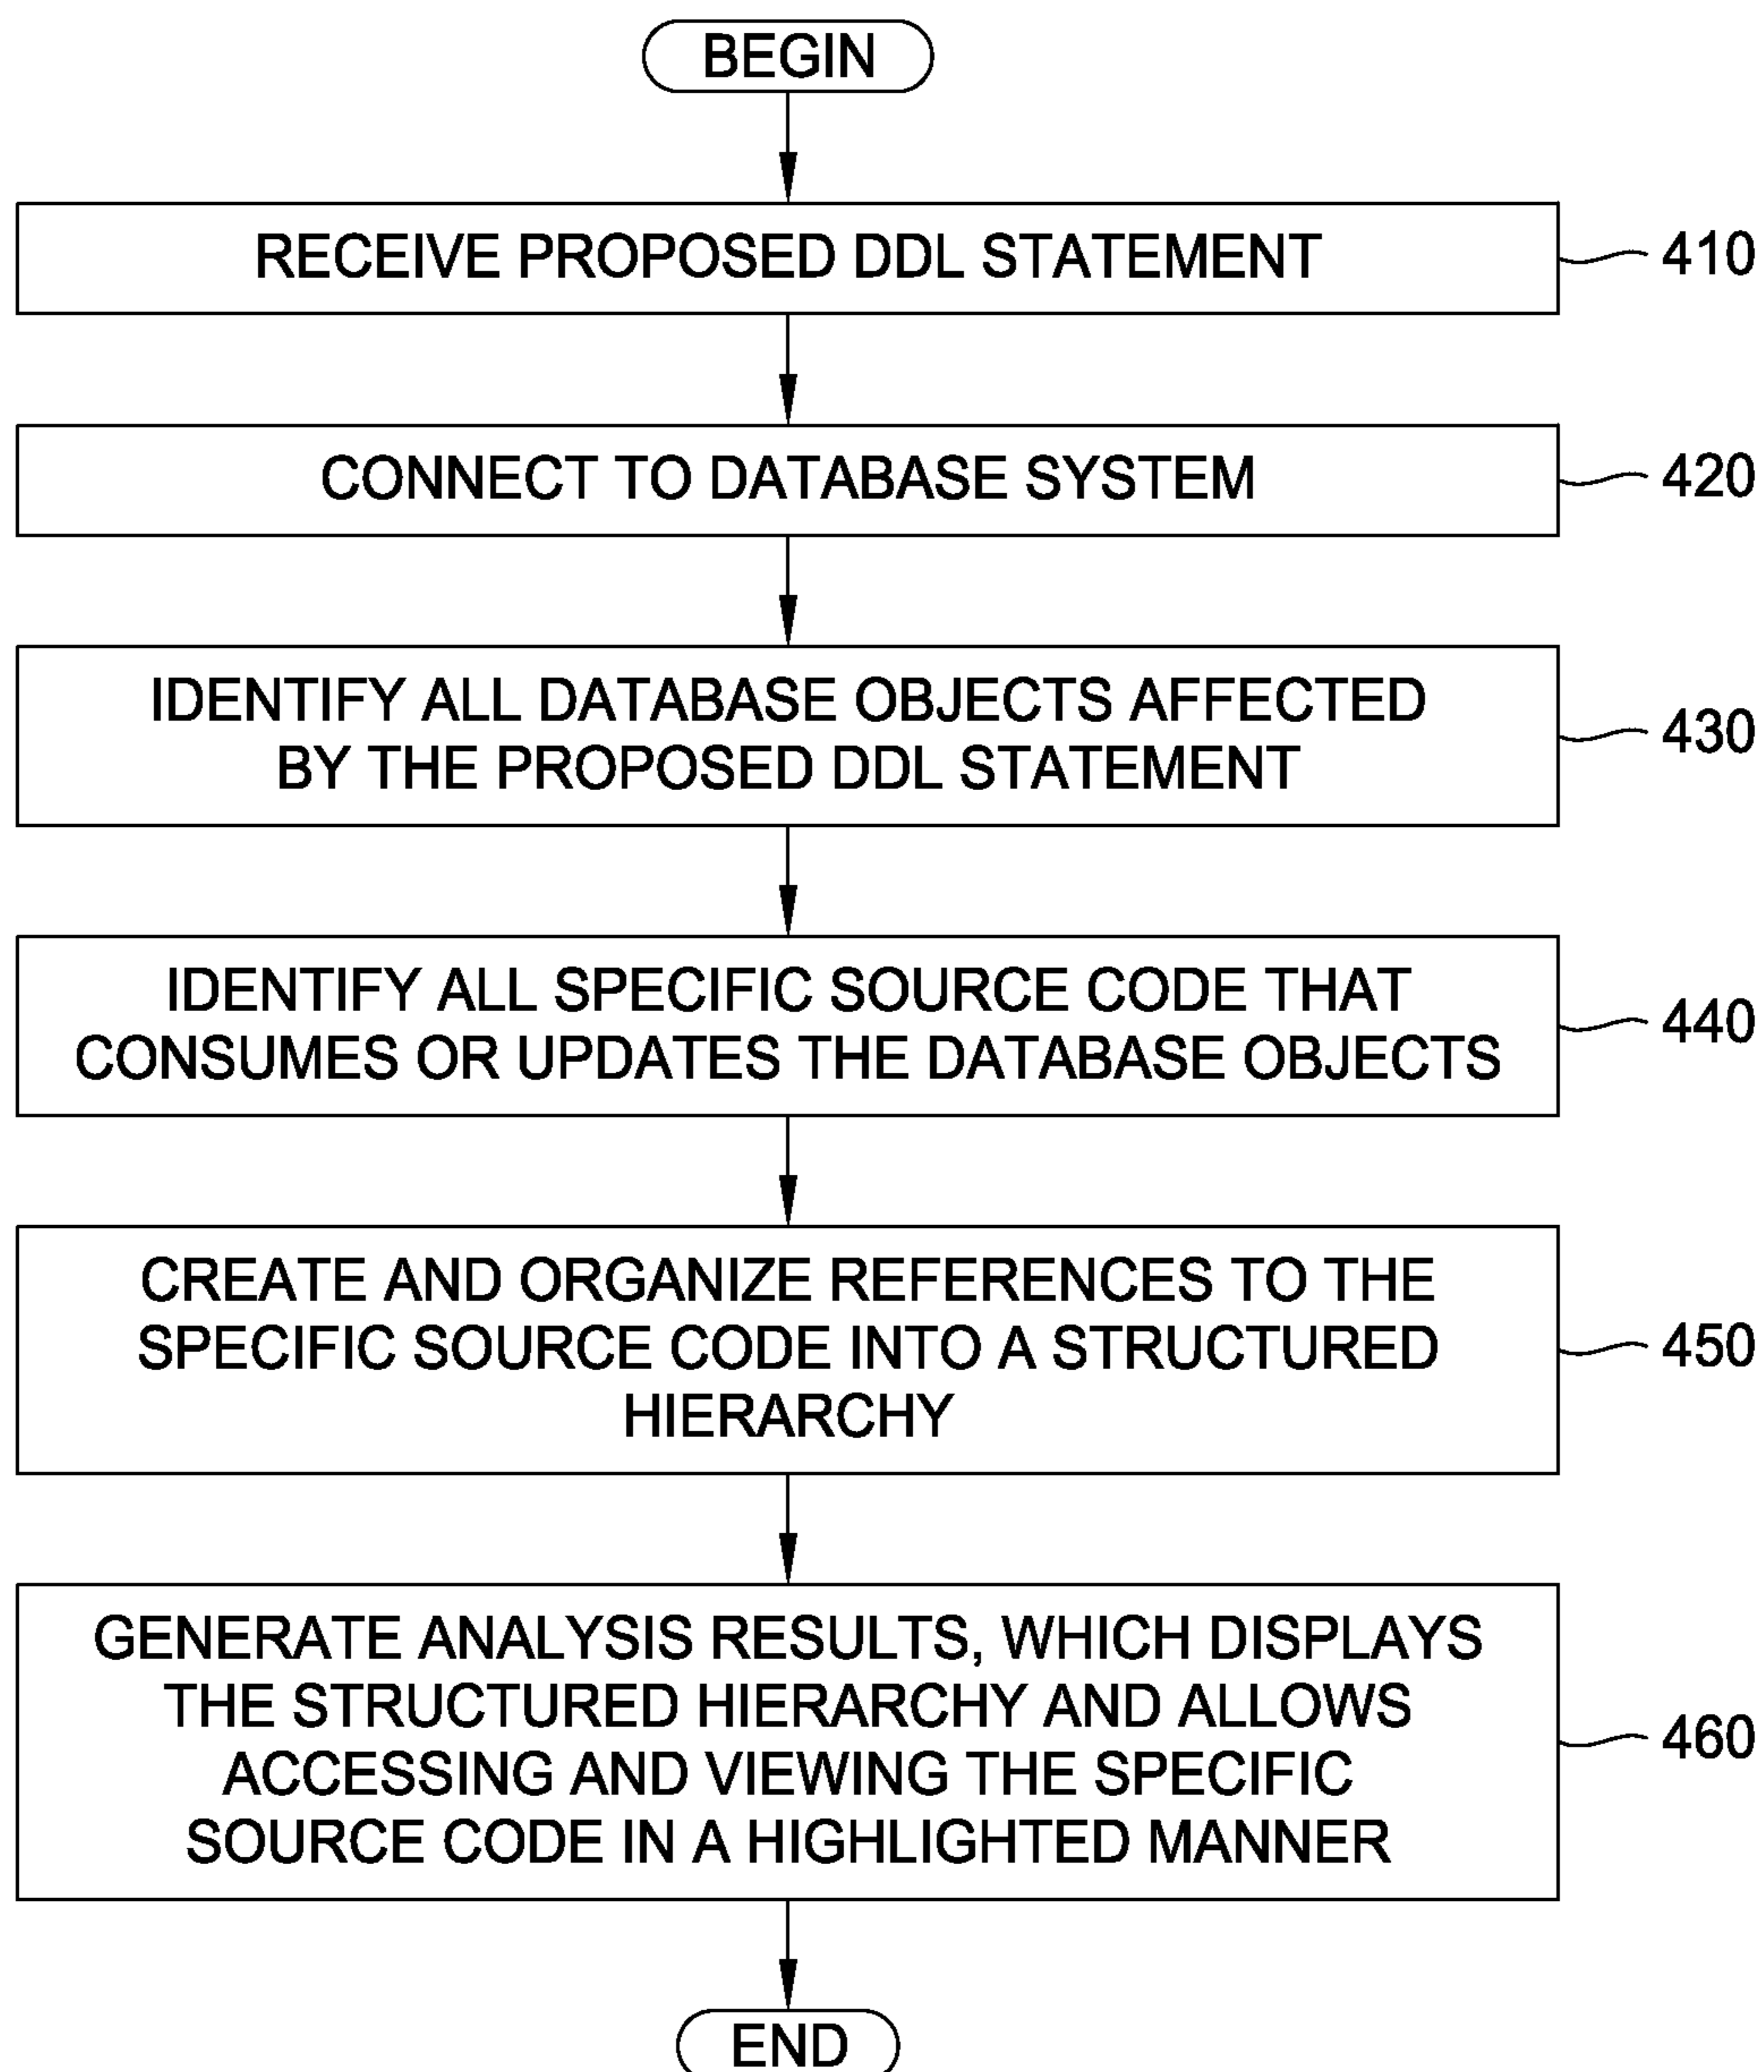 BEGIN
RECEIVE PROPOSED DDL STATEMENT
410
CONNECT TO DATABASE SYSTEM
420
IDENTIFY ALL DATABASE OBJECTS AFFECTED
BY THE PROPOSED DDL STATEMENT
430
IDENTIFY ALL SPECIFIC SOURCE CODE THAT
CONSUMES OR UPDATES THE DATABASE OBJECTS
440
CREATE AND ORGANIZE REFERENCES TO THE
SPECIFIC SOURCE CODE INTO A STRUCTURED
HIERARCHY
450
GENERATE ANALYSIS RESULTS, WHICH DISPLAYS
THE STRUCTURED HIERARCHY AND ALLOWS
ACCESSING AND VIEWING THE SPECIFIC
SOURCE CODE IN A HIGHLIGHTED MANNER
460
END